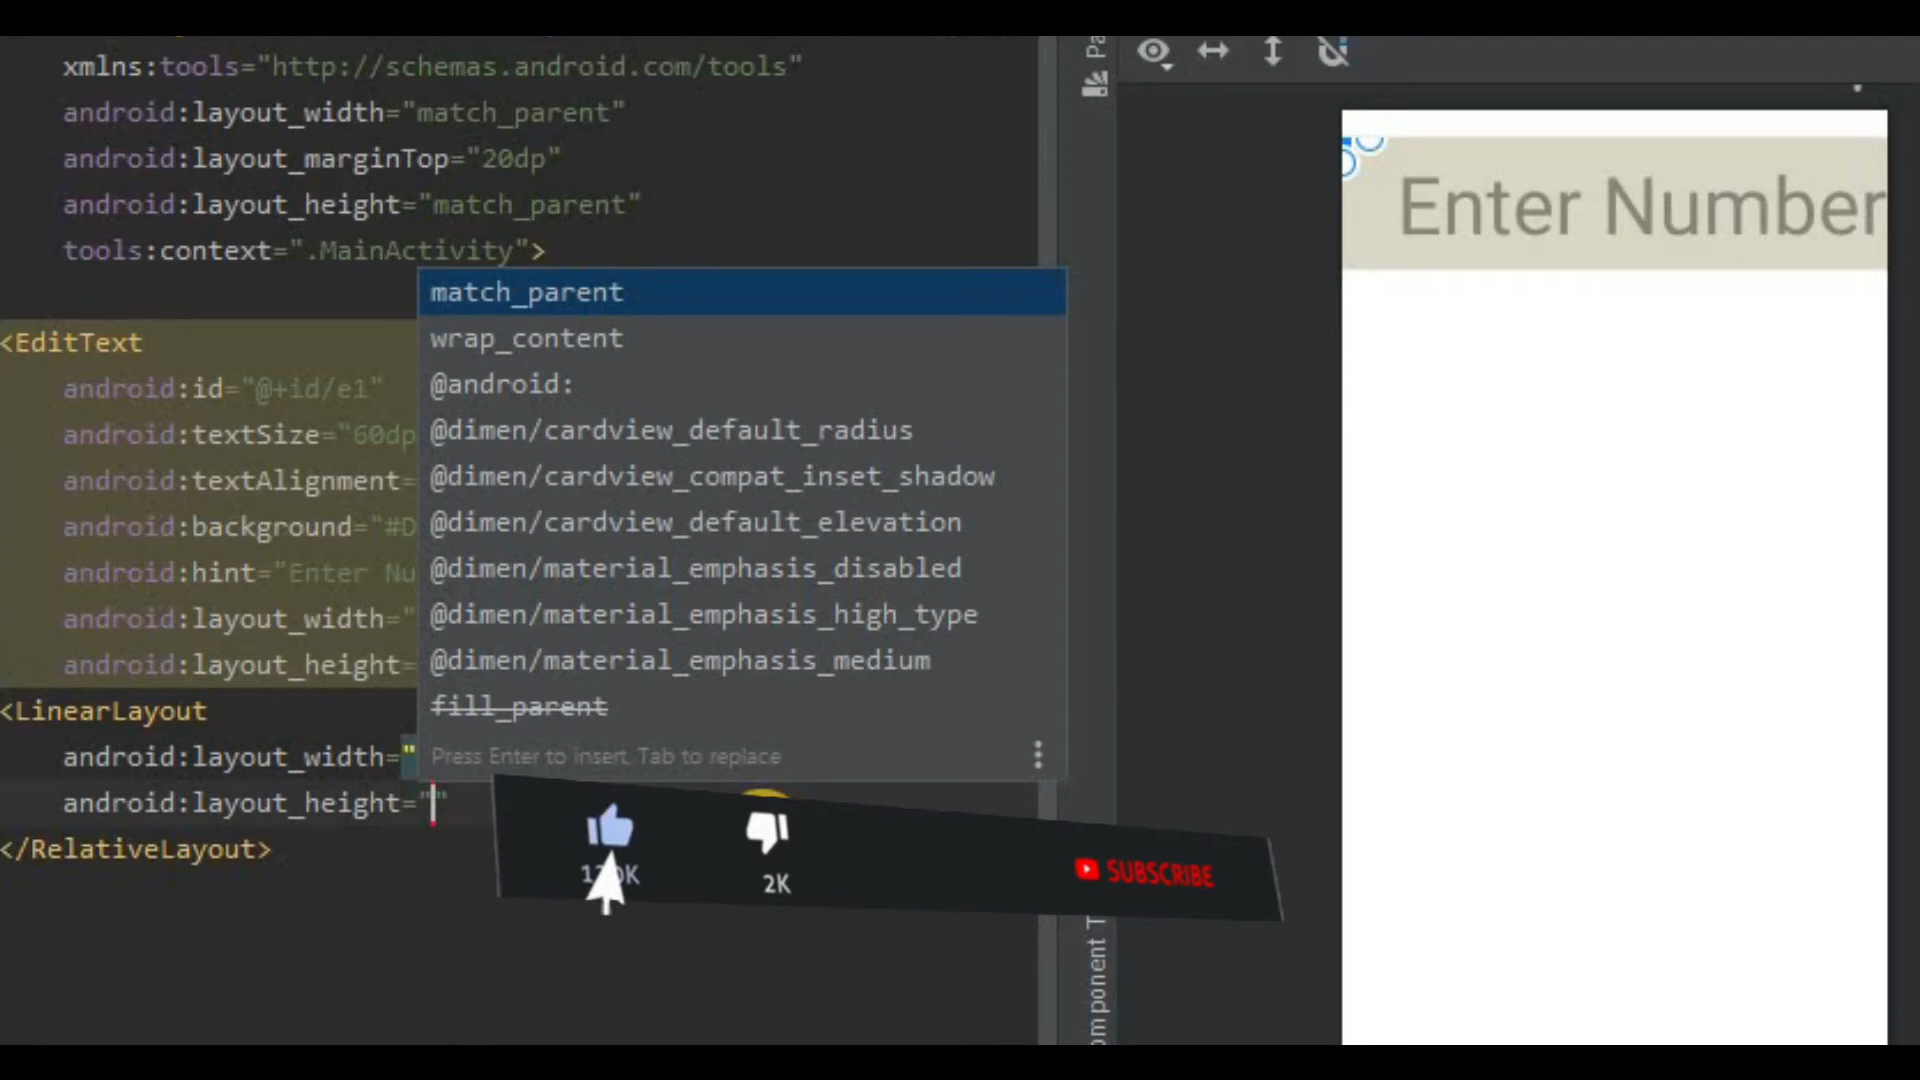 xmlns:tools="http://schemas.android.com/tools"
android:layout_width="match_parent"
android:layout_marginTop="20dp"
android:layout_height="match_parent"
tools:context=".MainActivity">
<EditText
android:id="@+id/e1"
android:textSize="60dp
android:textAlignment=
android:background="#D
android:hint="Enter Nu
android:layout_width="
android:layout_height=
<LinearLayout
android:layout_width="
android:layout_height=""
</RelativeLayout>
match_parent
wrap_content
@android:
@dimen/cardview_default_radius
@dimen/cardview_compat_inset_shadow
@dimen/cardview_default_elevation
@dimen/material_emphasis_disabled
@dimen/material_emphasis_high_type
@dimen/material_emphasis_medium
fill_parent
Press Enter to insert, Tab to replace
2K
SUBSCRIBE
Pa
omponent T
Enter Number